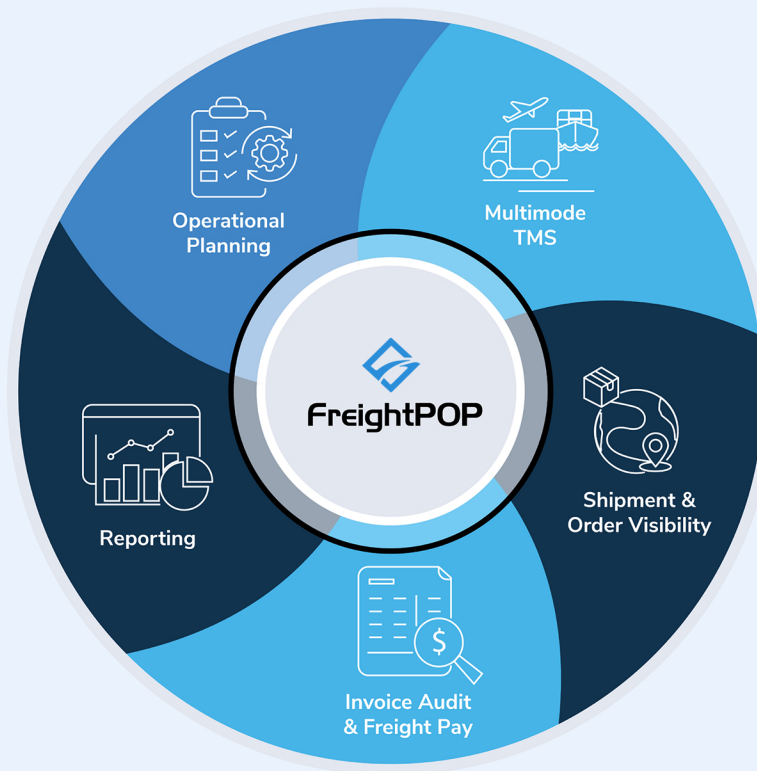 Operational
Planning
Multimode
TMS
FreightPOP
Shipment &
Order Visibility
Reporting
$
Invoice Audit
& Freight Pay